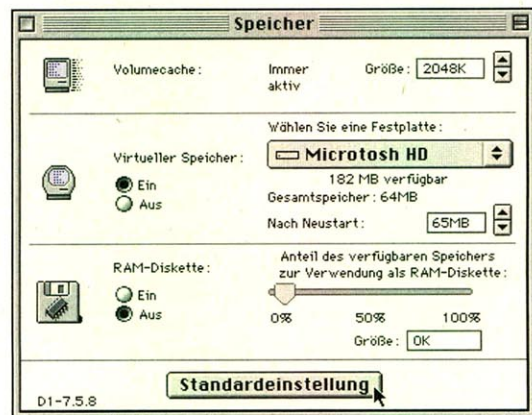 Speicher
Volumecache:
Immer aktiv
Größe: 2048K
Wählen Sie eine Festplatte:
Microtosh HD
Virtueller Speicher:
Ein
Aus
182 MB verfügbar
Gesamtspeicher: 64MB
Nach Neustart: 65MB
RAM-Diskette:
Ein
Aus
Anteil des verfügbaren Speichers
zur Verwendung als RAM-Diskette:
0% 50% 100%
Größe: 0K
Standardeinstellung
D1-7.5.8